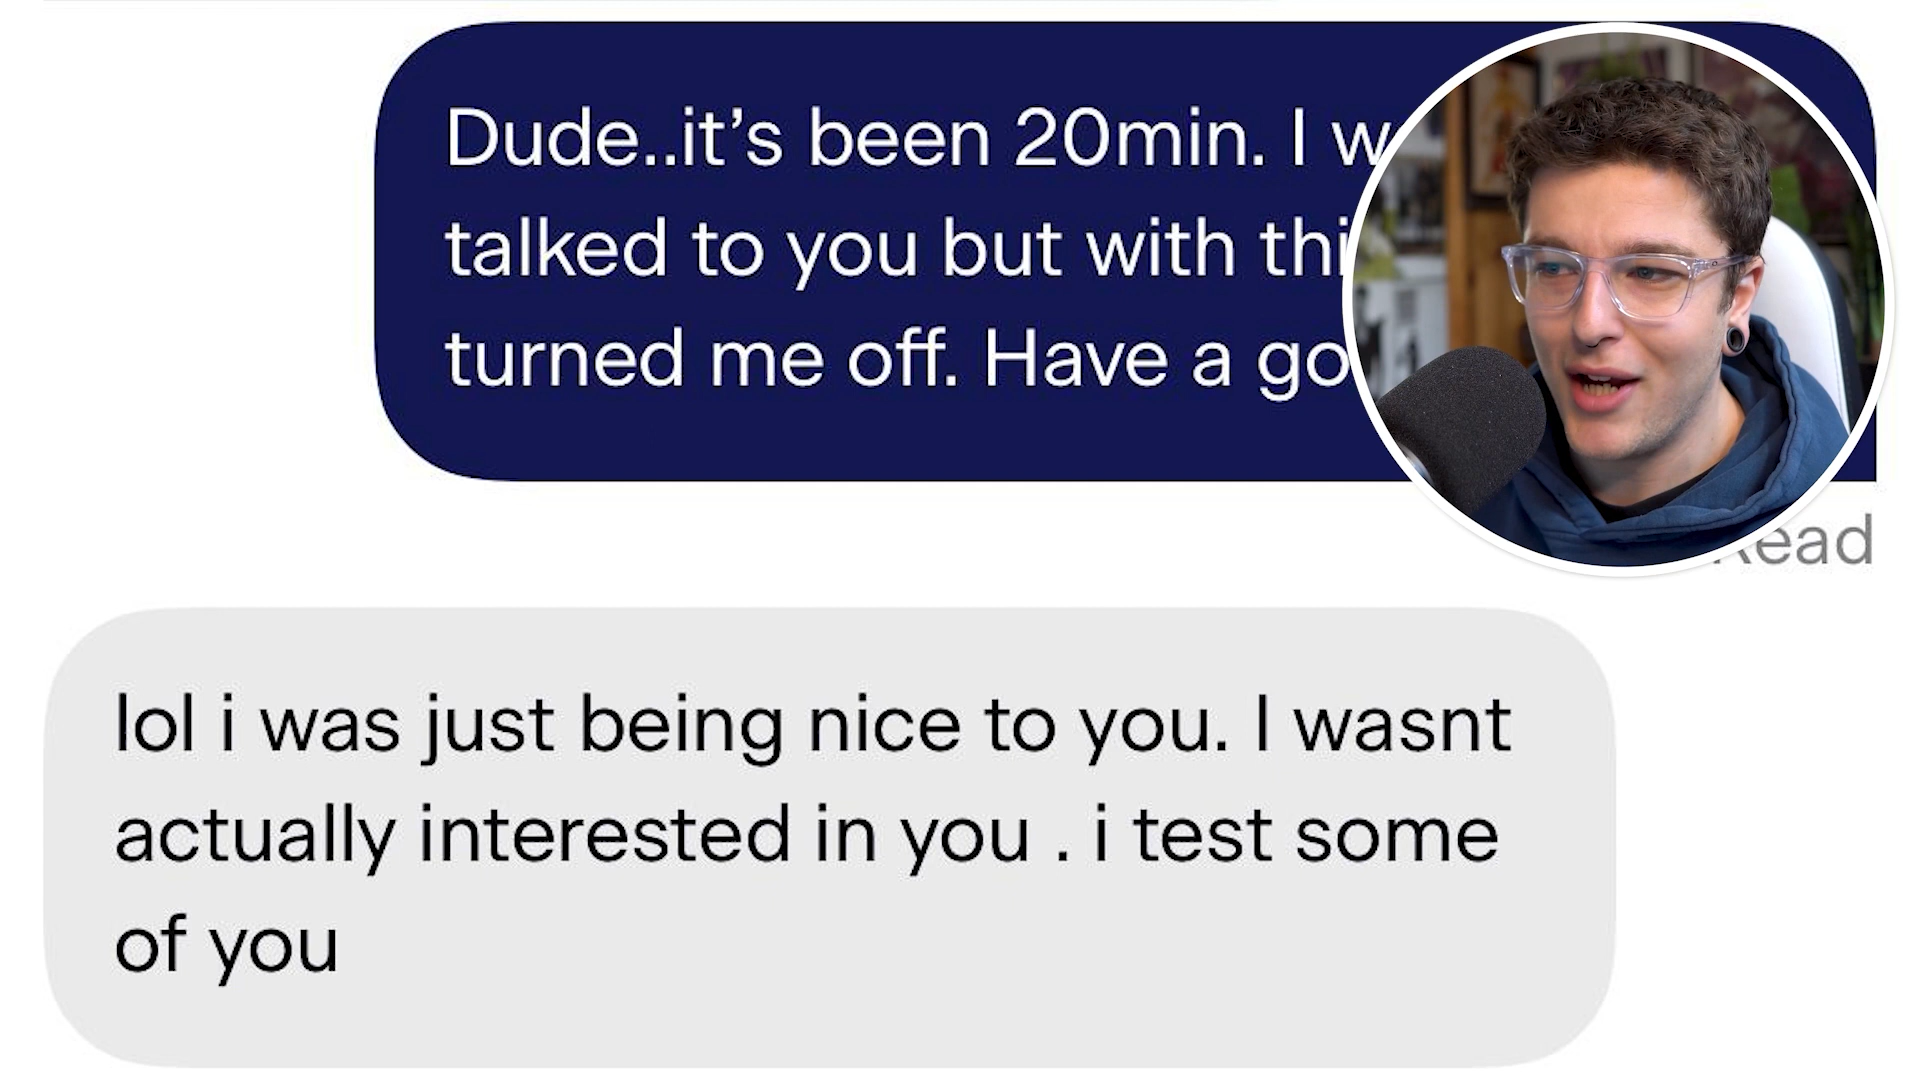 Dude..it’s been 20min. I
talked to you but with
turned me off. Have a
lol i was just being nice to you. I wasnt
actually interested in you . i test some
of you